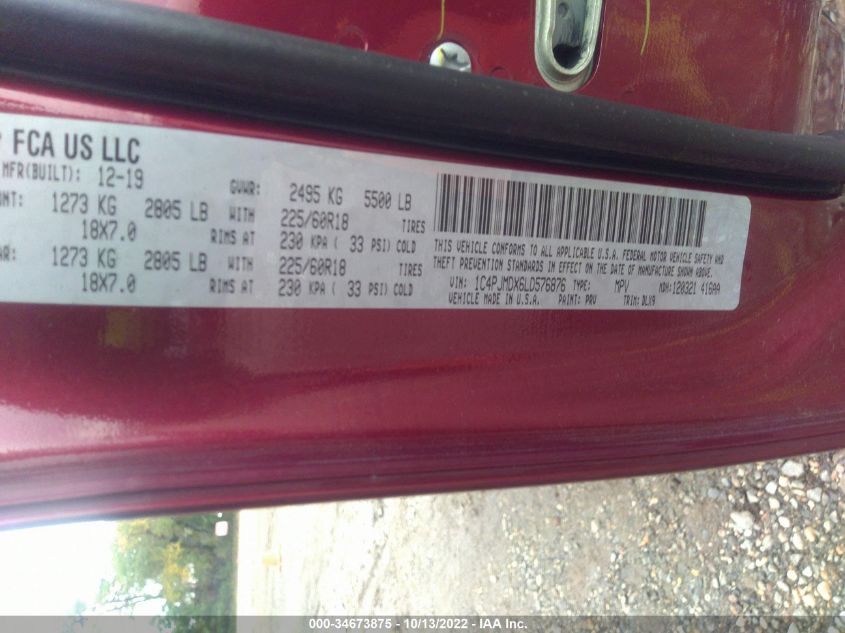 FCA US LLC
MFR(BUILT): 12-19 GVWR: 2495 KG 5500 LB
1273 KG 2805 LB WITH 225/60R18 TIRES
18X7.0 RIMS AT 230 KPA ( 33 PSI) COLD
1273 KG 2805 LB WITH 225/60R18 TIRES
18X7.0 RIMS AT 230 KPA ( 33 PSI) COLD
THIS VEHICLE CONFORMS TO ALL APPLICABLE U.S.A. FEDERAL MOTOR VEHICLE SAFETY AND
THEFT PREVENTION STANDARDS IN EFFECT ON THE DATE OF MANUFACTURE SHOWN ABOVE.
VIN: 1C4PJMDX6LD576876 TYPE: MPV MDH: 120321 416AA
VEHICLE MADE IN U.S.A. PAINT: PRV TRIM: DLX9
000-34673875 - 10/13/2022 - IAA Inc.